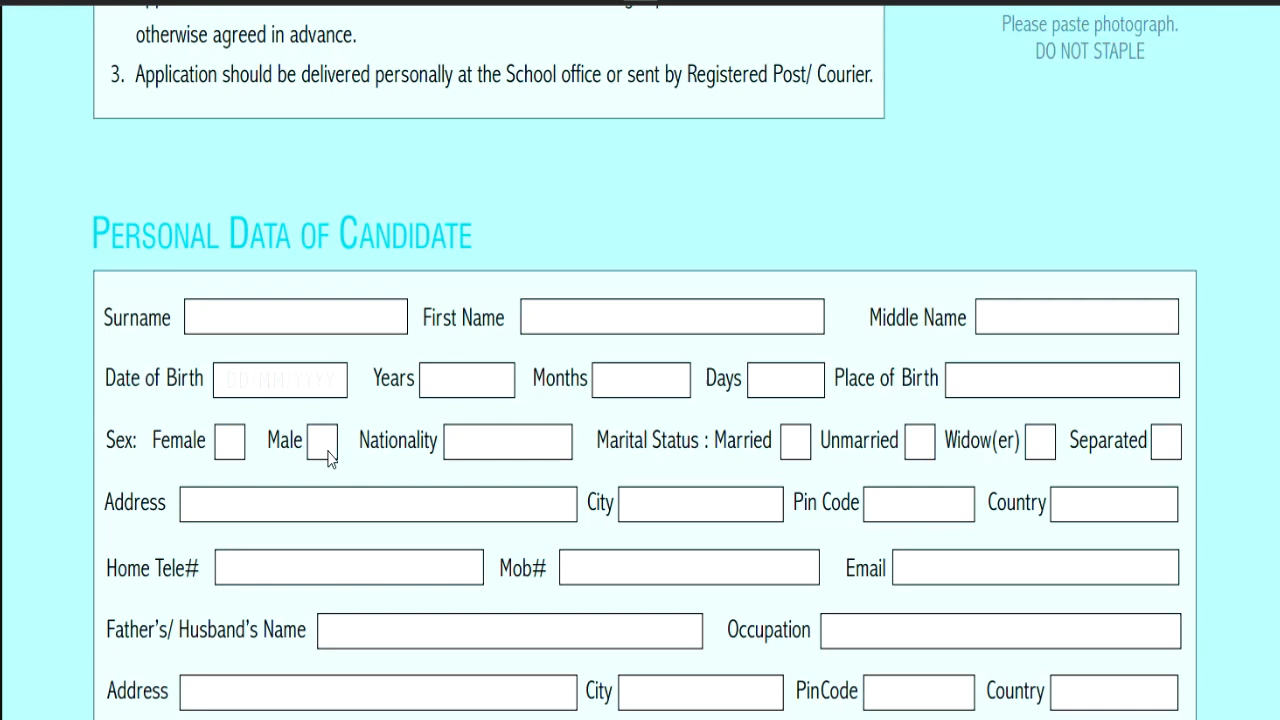 otherwise agreed in advance.
3. Application should be delivered personally at the School office or sent by Registered Post/ Courier.
Please paste photograph.
DO NOT STAPLE
PERSONAL DATA OF CANDIDATE
Surname First Name Middle Name
Date of Birth DD-MM-YYYY Years Months Days Place of Birth
Sex: Female Male Nationality Marital Status : Married Unmarried Widow(er) Separated
Address City Pin Code Country
Home Tele# Mob# Email
Father's/ Husband's Name Occupation
Address City PinCode Country